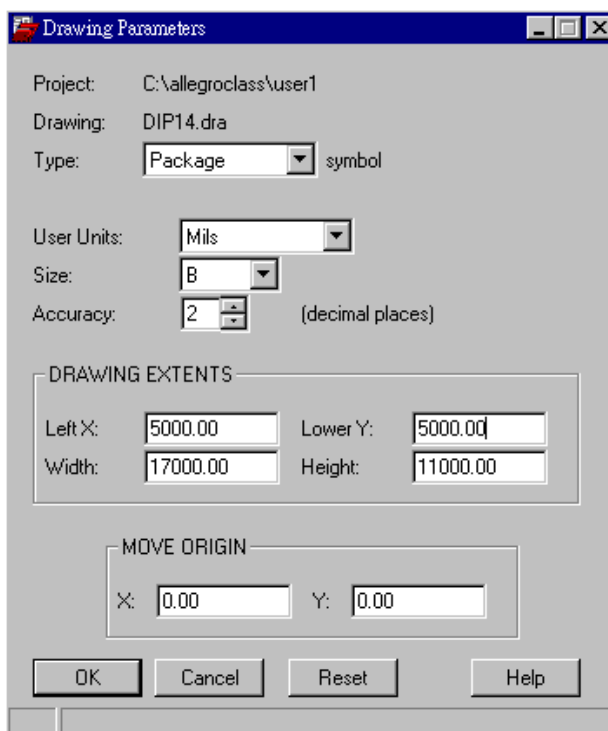 Drawing Parameters
Project: C:\allegroclass\user1
Drawing: DIP14.dra
Type: Package symbol
User Units: Mils
Size: B
Accuracy: 2 (decimal places)
DRAWING EXTENTS
Left X: 5000.00 Lower Y: 5000.00
Width: 17000.00 Height: 11000.00
MOVE ORIGIN
X: 0.00 Y: 0.00
OK Cancel Reset Help